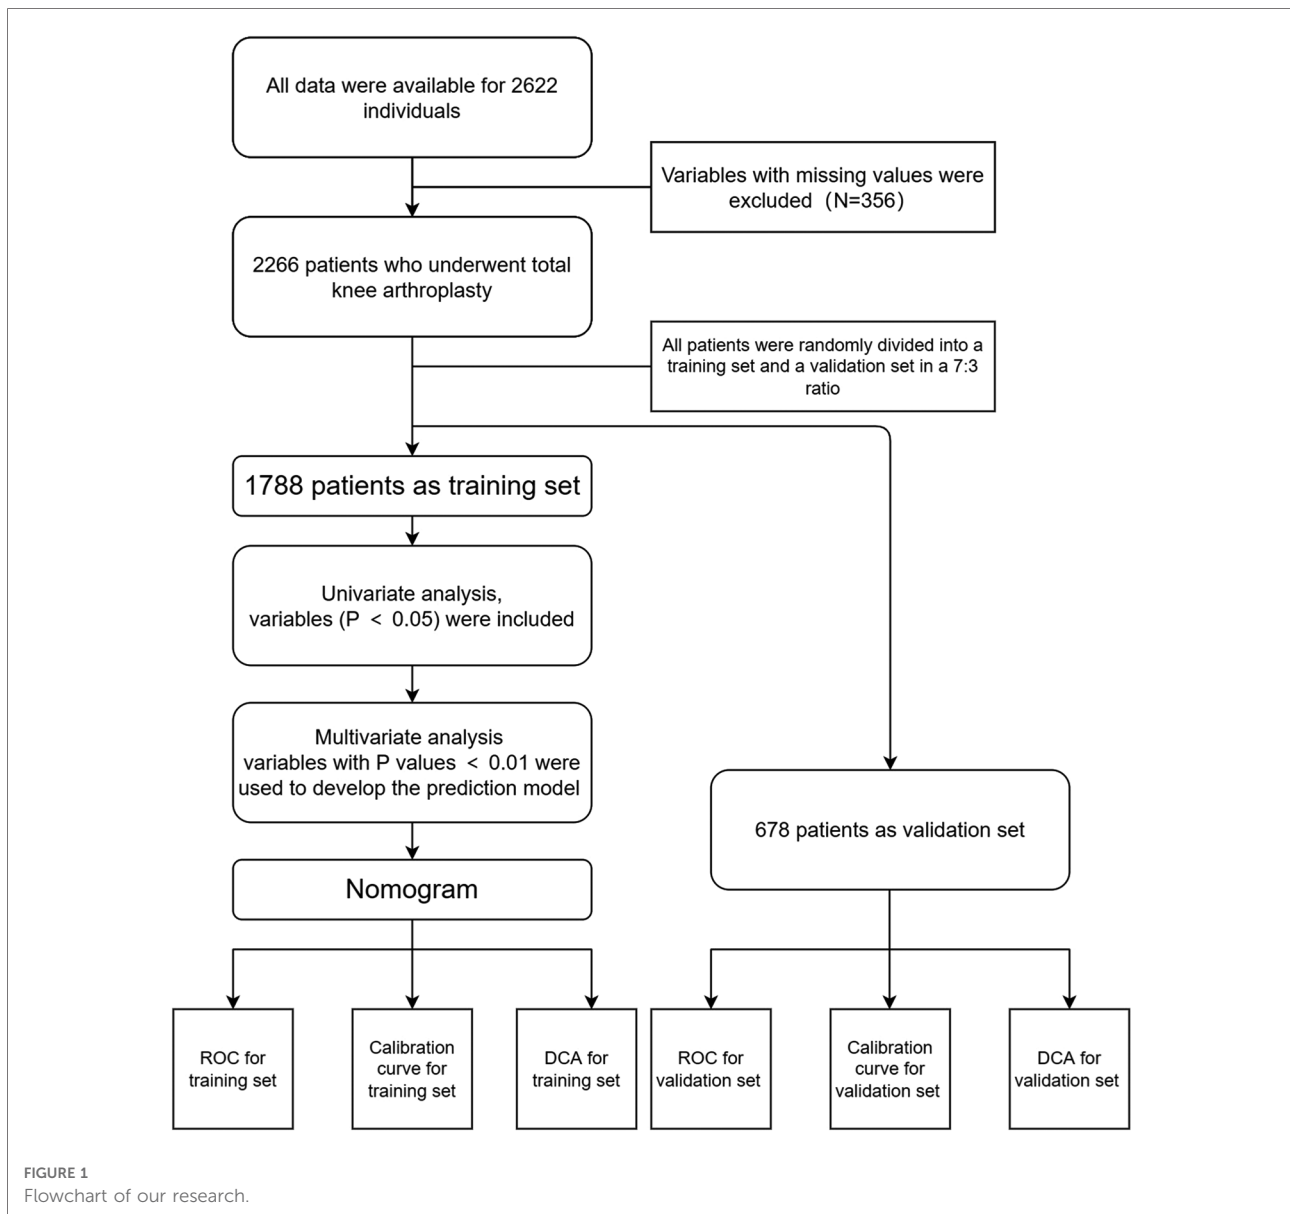 All data were available for 2622
individuals
Variables with missing values were
excluded (N=356)
2266 patients who underwent total
knee arthroplasty
All patients were randomly divided into a
training set and a validation set in a 7:3
ratio
1788 patients as training set
Univariate analysis,
variables (P < 0.05) were included
Multivariate analysis
variables with P values < 0.01 were
used to develop the prediction model
678 patients as validation set
Nomogram
ROC for
training set
Calibration
curve for
training set
DCA for
training set
ROC for
validation set
Calibration
curve for
validation set
DCA for
validation set
FIGURE 1
Flowchart of our research.